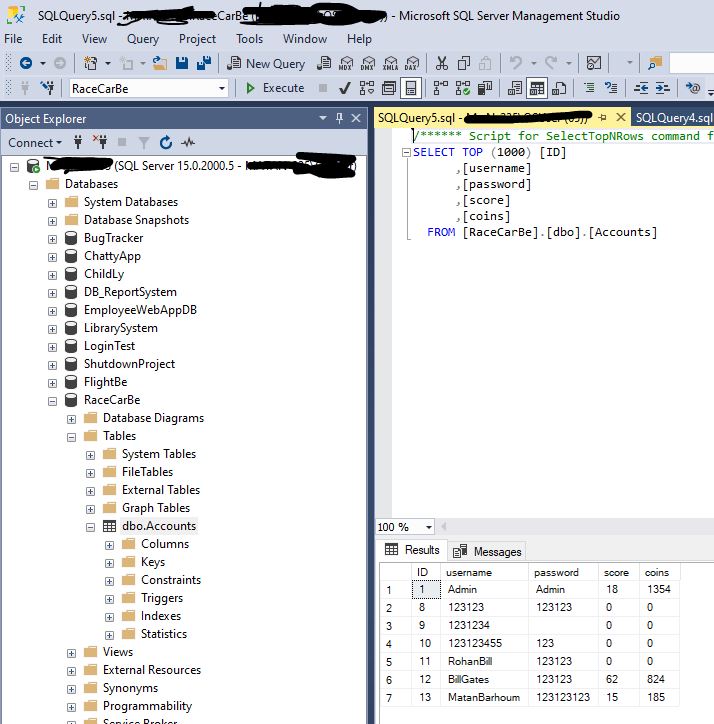 SQLQuery5.sql - RaceCarBe ( )) - Microsoft SQL Server Management Studio
File Edit View Query Project Tools Window Help
New Query MDX DMX XMLA DAX
RaceCarBe Execute
Object Explorer
Connect
(SQL Server 15.0.2000.5 -
Databases
System Databases
Database Snapshots
BugTracker
ChattyApp
ChildLy
DB_ReportSystem
EmployeeWebAppDB
LibrarySystem
LoginTest
ShutdownProject
FlightBe
RaceCarBe
Database Diagrams
Tables
System Tables
FileTables
External Tables
Graph Tables
dbo.Accounts
Columns
Keys
Constraints
Triggers
Indexes
Statistics
Views
External Resources
Synonyms
Programmability
Service Broker
SQLQuery5.sql - SQLQuery4.sql
/****** Script for SelectTopNRows command f
SELECT TOP (1000) [ID]
,[username]
,[password]
,[score]
,[coins]
FROM [RaceCarBe].[dbo].[Accounts]
100 %
Results Messages
ID username password score coins
1 1 Admin Admin 18 1354
2 8 123123 123123 0 0
3 9 1231234 0 0
4 10 123123455 123 0 0
5 11 RohanBill 123123 0 0
6 12 BillGates 123123 62 824
7 13 MatanBarhoum 123123123 15 185